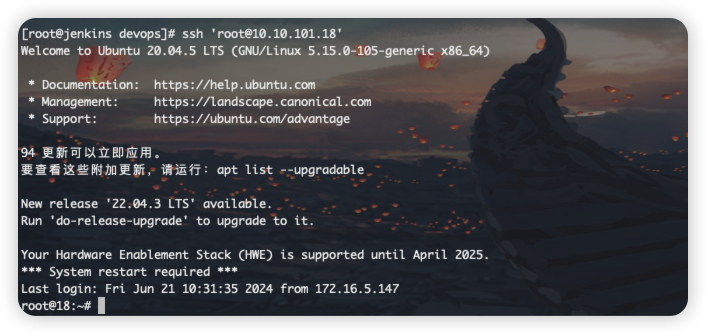 [root@jenkins devops]# ssh 'root@10.10.101.18'
Welcome to Ubuntu 20.04.5 LTS (GNU/Linux 5.15.0-105-generic x86_64)
* Documentation: https://help.ubuntu.com
* Management: https://landscape.canonical.com
* Support: https://ubuntu.com/advantage
94 更新可以立即应用。
要查看这些附加更新，请运行：apt list --upgradable
New release '22.04.3 LTS' available.
Run 'do-release-upgrade' to upgrade to it.
Your Hardware Enablement Stack (HWE) is supported until April 2025.
*** System restart required ***
Last login: Fri Jun 21 10:31:35 2024 from 172.16.5.147
root@18:~#